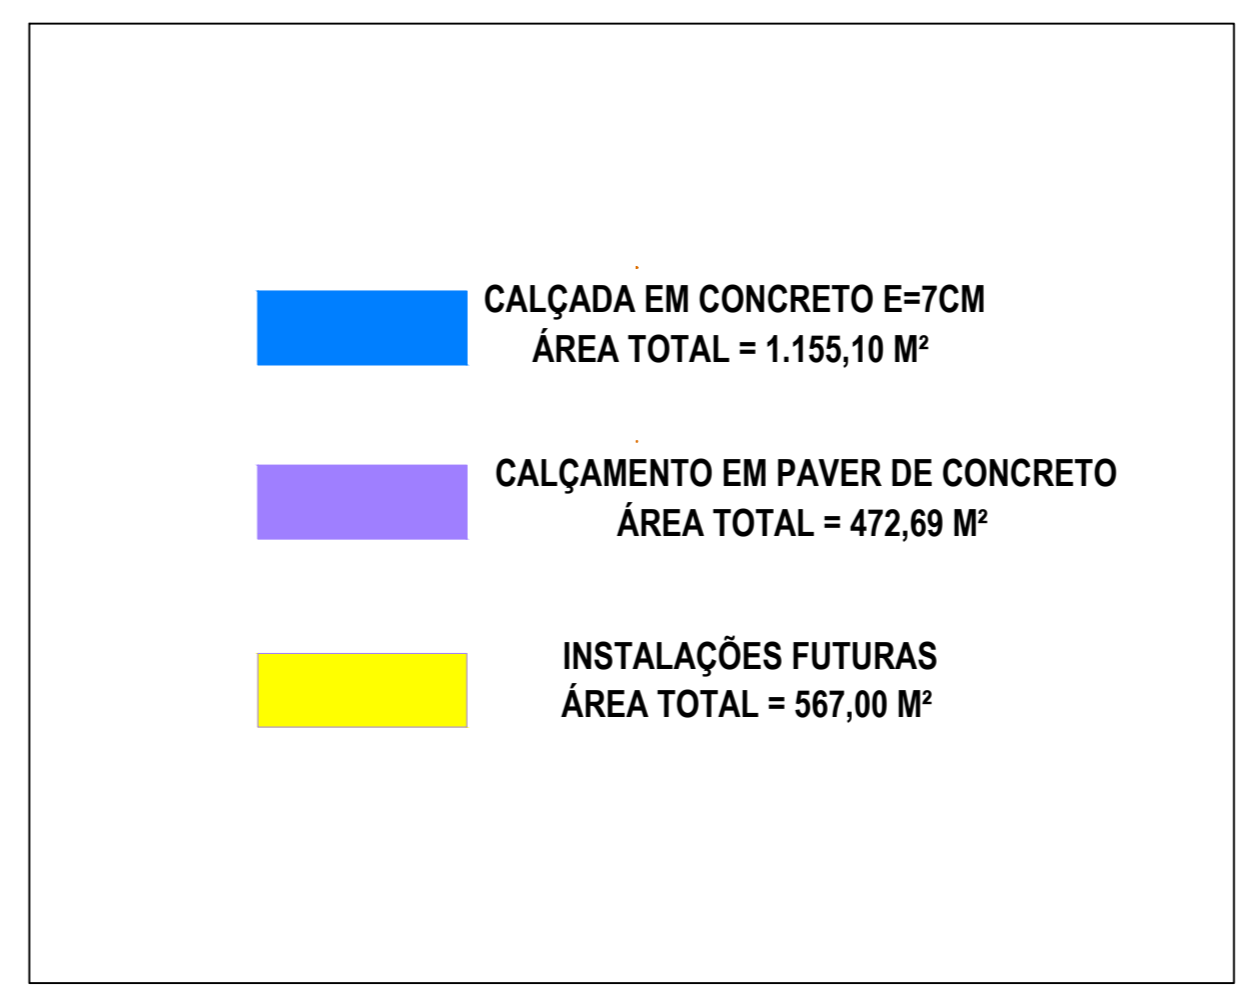 CALÇADA EM CONCRETO E=7CM
ÁREA TOTAL = 1.155,10 M²
CALÇAMENTO EM PAVER DE CONCRETO
ÁREA TOTAL = 472,69 M²
INSTALAÇÕES FUTURAS
ÁREA TOTAL = 567,00 M²